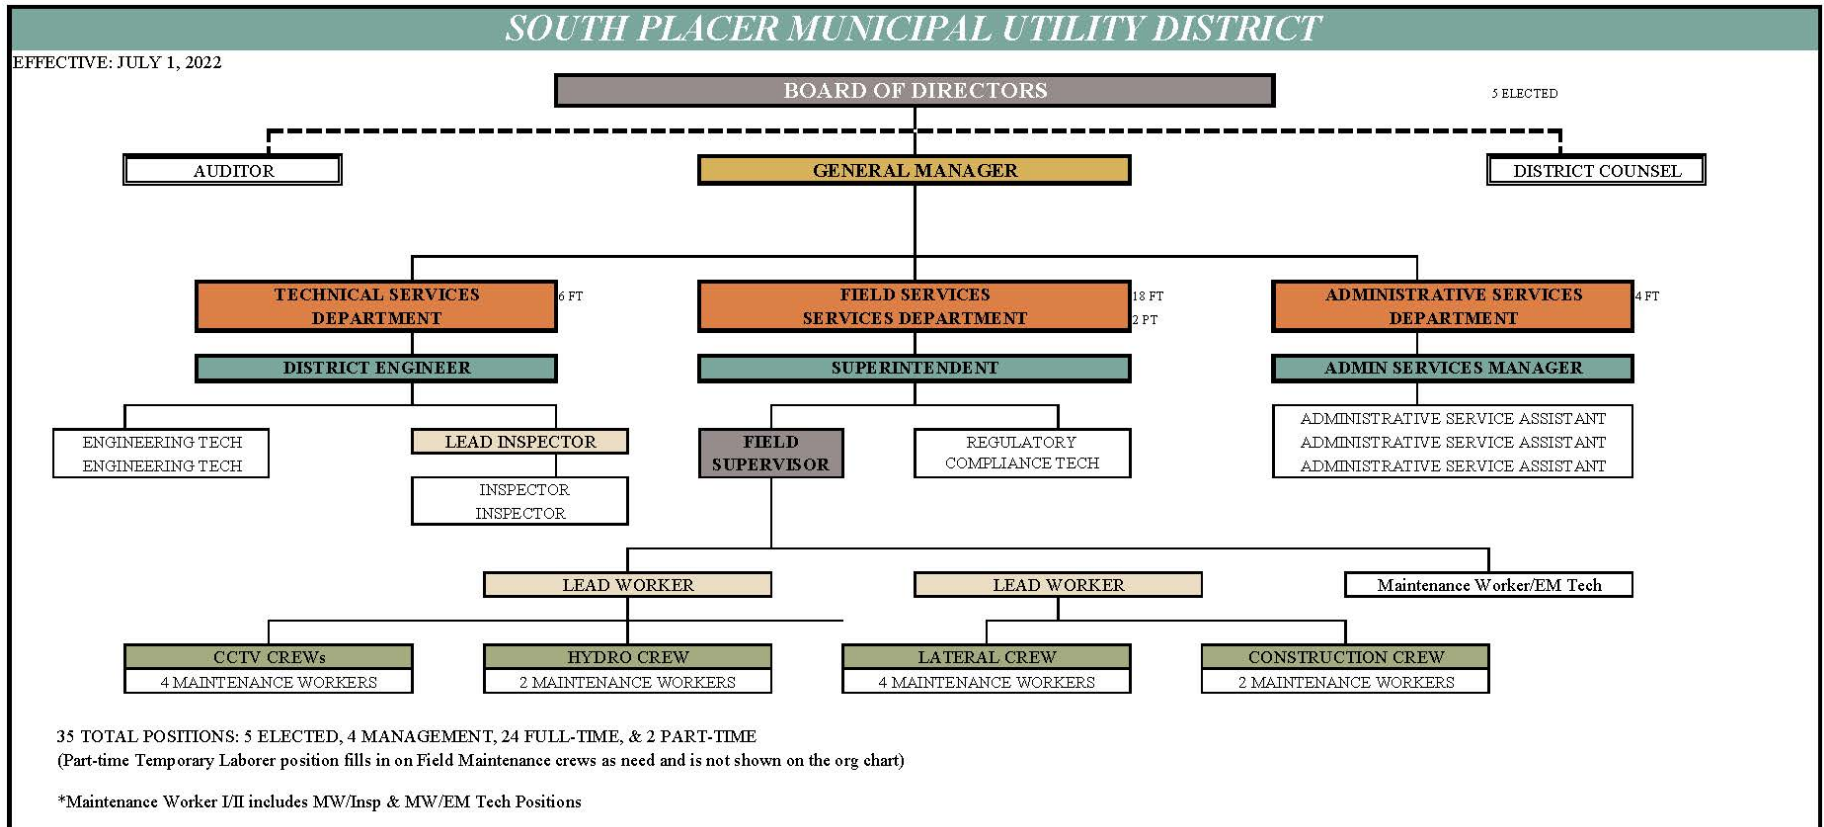 SOUTH PLACER MUNICIPAL UTILITY DISTRICT
EFFECTIVE: JULY 1, 2022
BOARD OF DIRECTORS
5 ELECTED
AUDITOR
GENERAL MANAGER
DISTRICT COUNSEL
TECHNICAL SERVICES
DEPARTMENT
6 FT
FIELD SERVICES
SERVICES DEPARTMENT
18 FT
2 PT
ADMINISTRATIVE SERVICES
DEPARTMENT
4 FT
DISTRICT ENGINEER
SUPERINTENDENT
ADMIN SERVICES MANAGER
ENGINEERING TECH
ENGINEERING TECH
LEAD INSPECTOR
INSPECTOR
INSPECTOR
FIELD
SUPERVISOR
REGULATORY
COMPLIANCE TECH
ADMINISTRATIVE SERVICE ASSISTANT
ADMINISTRATIVE SERVICE ASSISTANT
ADMINISTRATIVE SERVICE ASSISTANT
LEAD WORKER
LEAD WORKER
Maintenance Worker/EM Tech
CCTV CREWs
4 MAINTENANCE WORKERS
HYDRO CREW
2 MAINTENANCE WORKERS
LATERAL CREW
4 MAINTENANCE WORKERS
CONSTRUCTION CREW
2 MAINTENANCE WORKERS
35 TOTAL POSITIONS: 5 ELECTED, 4 MANAGEMENT, 24 FULL-TIME, & 2 PART-TIME
(Part-time Temporary Laborer position fills in on Field Maintenance crews as need and is not shown on the org chart)
*Maintenance Worker I/II includes MW/Insp & MW/EM Tech Positions